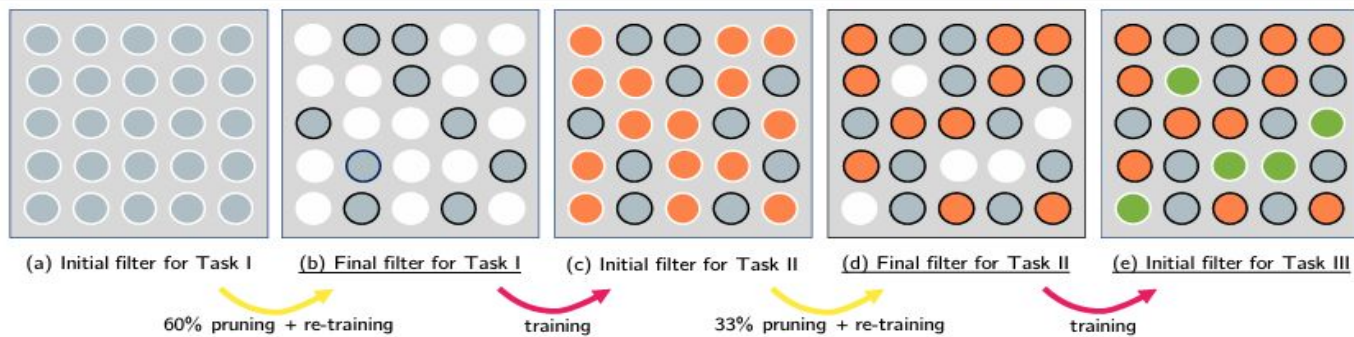 (a) Initial filter for Task I
(b) Final filter for Task I
(c) Initial filter for Task II
(d) Final filter for Task II
(e) Initial filter for Task III
60% pruning + re-training
training
33% pruning + re-training
training